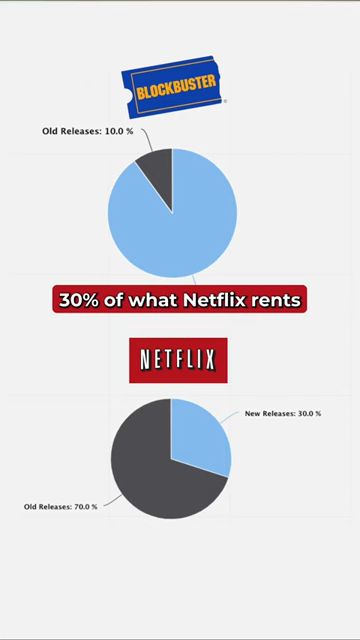 BLOCKBUSTER
Old Releases: 10.0 %
30% of what Netflix rents
NETFLIX
New Releases: 30.0 %
Old Releases: 70.0 %